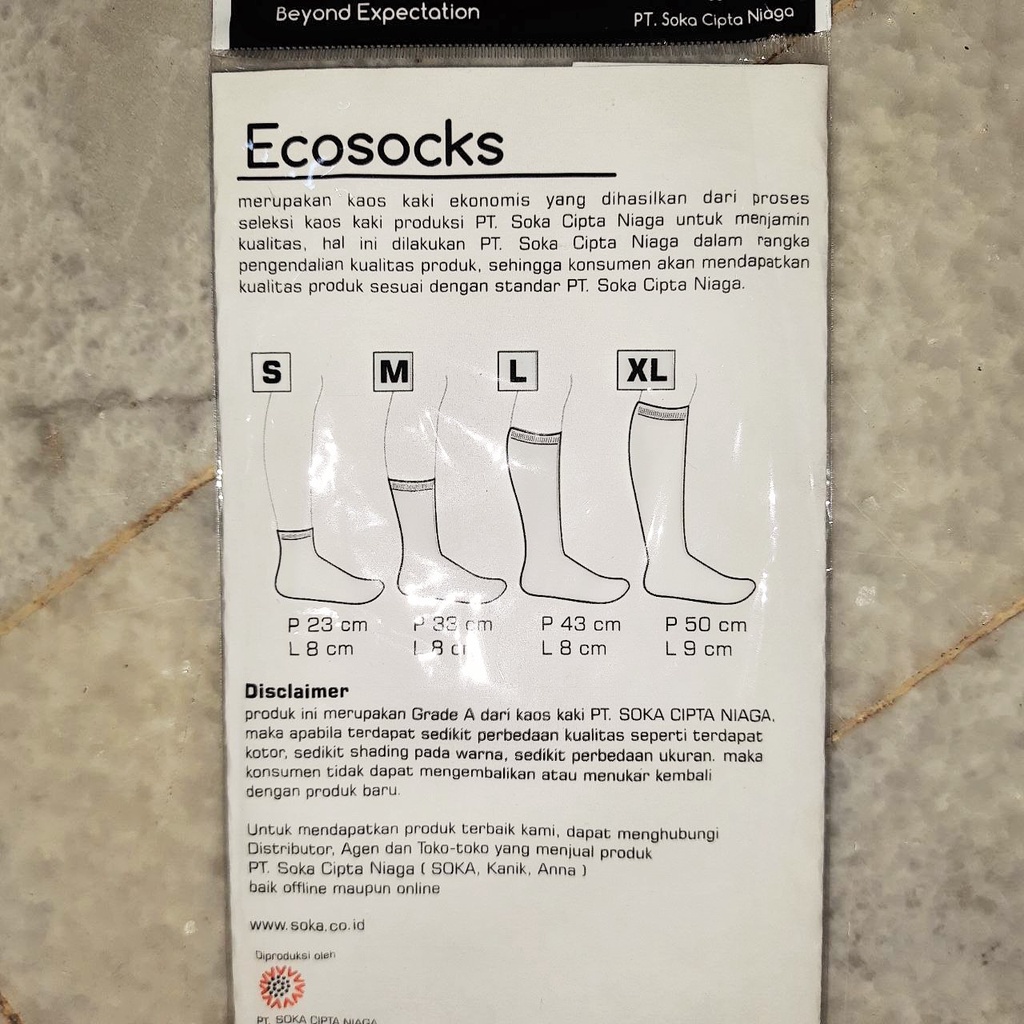 Beyond Expectation
PT. Soka Cipta Niaga
Ecosocks
merupakan kaos kaki ekonomis yang dihasilkan dari proses
seleksi kaos kaki produksi PT. Soka Cipta Niaga untuk menjamin
kualitas, hal ini dilakukan PT. Soka Cipta Niaga dalam rangka
pengendalian kualitas produk, sehingga konsumen akan mendapatkan
kualitas produk sesuai dengan standar PT. Soka Cipta Niaga.
S M L XL
P 23 cm P 33 cm P 43 cm P 50 cm
L 8 cm L 8 cm L 8 cm L 9 cm
Disclaimer
produk ini merupakan Grade A dari kaos kaki PT. SOKA CIPTA NIAGA,
maka apabila terdapat sedikit perbedaan kualitas seperti terdapat
kotor, sedikit shading pada warna, sedikit perbedaan ukuran. maka
konsumen tidak dapat mengembalikan atau menukar kembali
dengan produk baru.
Untuk mendapatkan produk terbaik kami, dapat menghubungi
Distributor, Agen dan Toko-toko yang menjual produk
PT. Soka Cipta Niaga ( SOKA, Kanik, Anna )
baik offline maupun online
www.soka.co.id
Diproduksi oleh
PT. SOKA CIPTA NIAGA